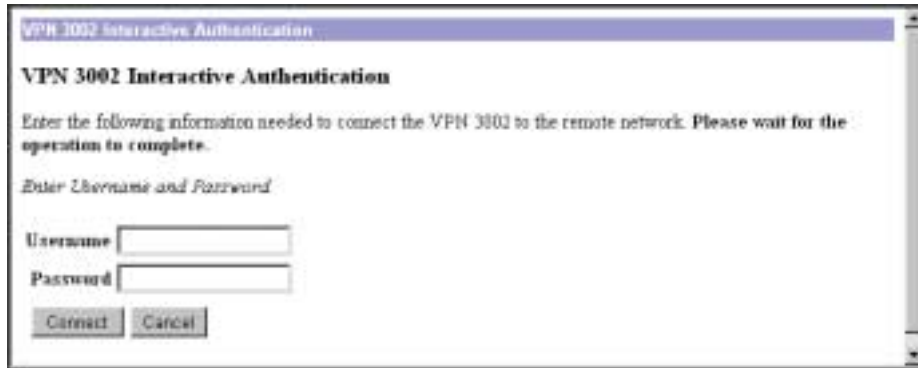 VPN 3002 Interactive Authentication
VPN 3002 Interactive Authentication
Enter the following information needed to connect the VPN 3002 to the remote network. Please wait for the
operation to complete.
Enter Username and Password
Username
Password
Connect Cancel